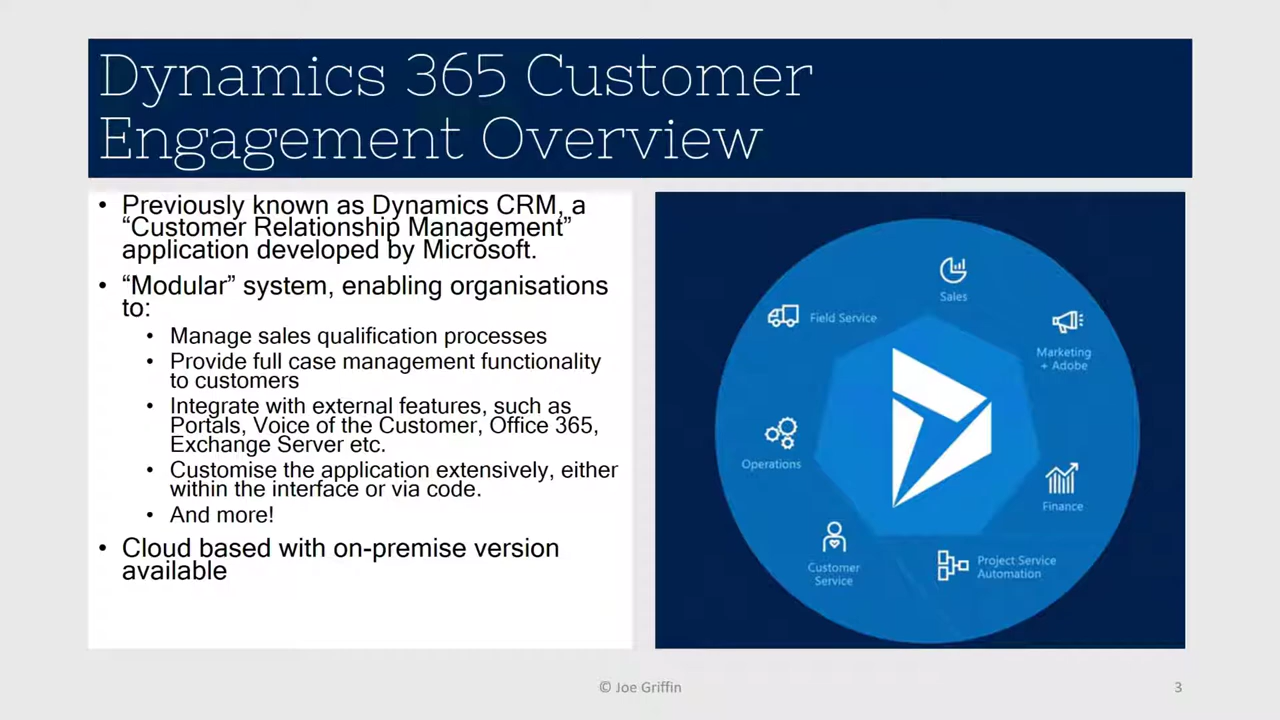 Dynamics 365 Customer
Engagement Overview
• Previously known as Dynamics CRM, a
“Customer Relationship Management”
application developed by Microsoft.
• “Modular” system, enabling organisations
to:
• Manage sales qualification processes
• Provide full case management functionality
to customers
• Integrate with external features, such as
Portals, Voice of the Customer, Office 365,
Exchange Server etc.
• Customise the application extensively, either
within the interface or via code.
• And more!
• Cloud based with on-premise version
available
Sales
Field Service
Marketing
+ Adobe
Operations
Finance
Customer
Service
Project Service
Automation
© Joe Griffin
3